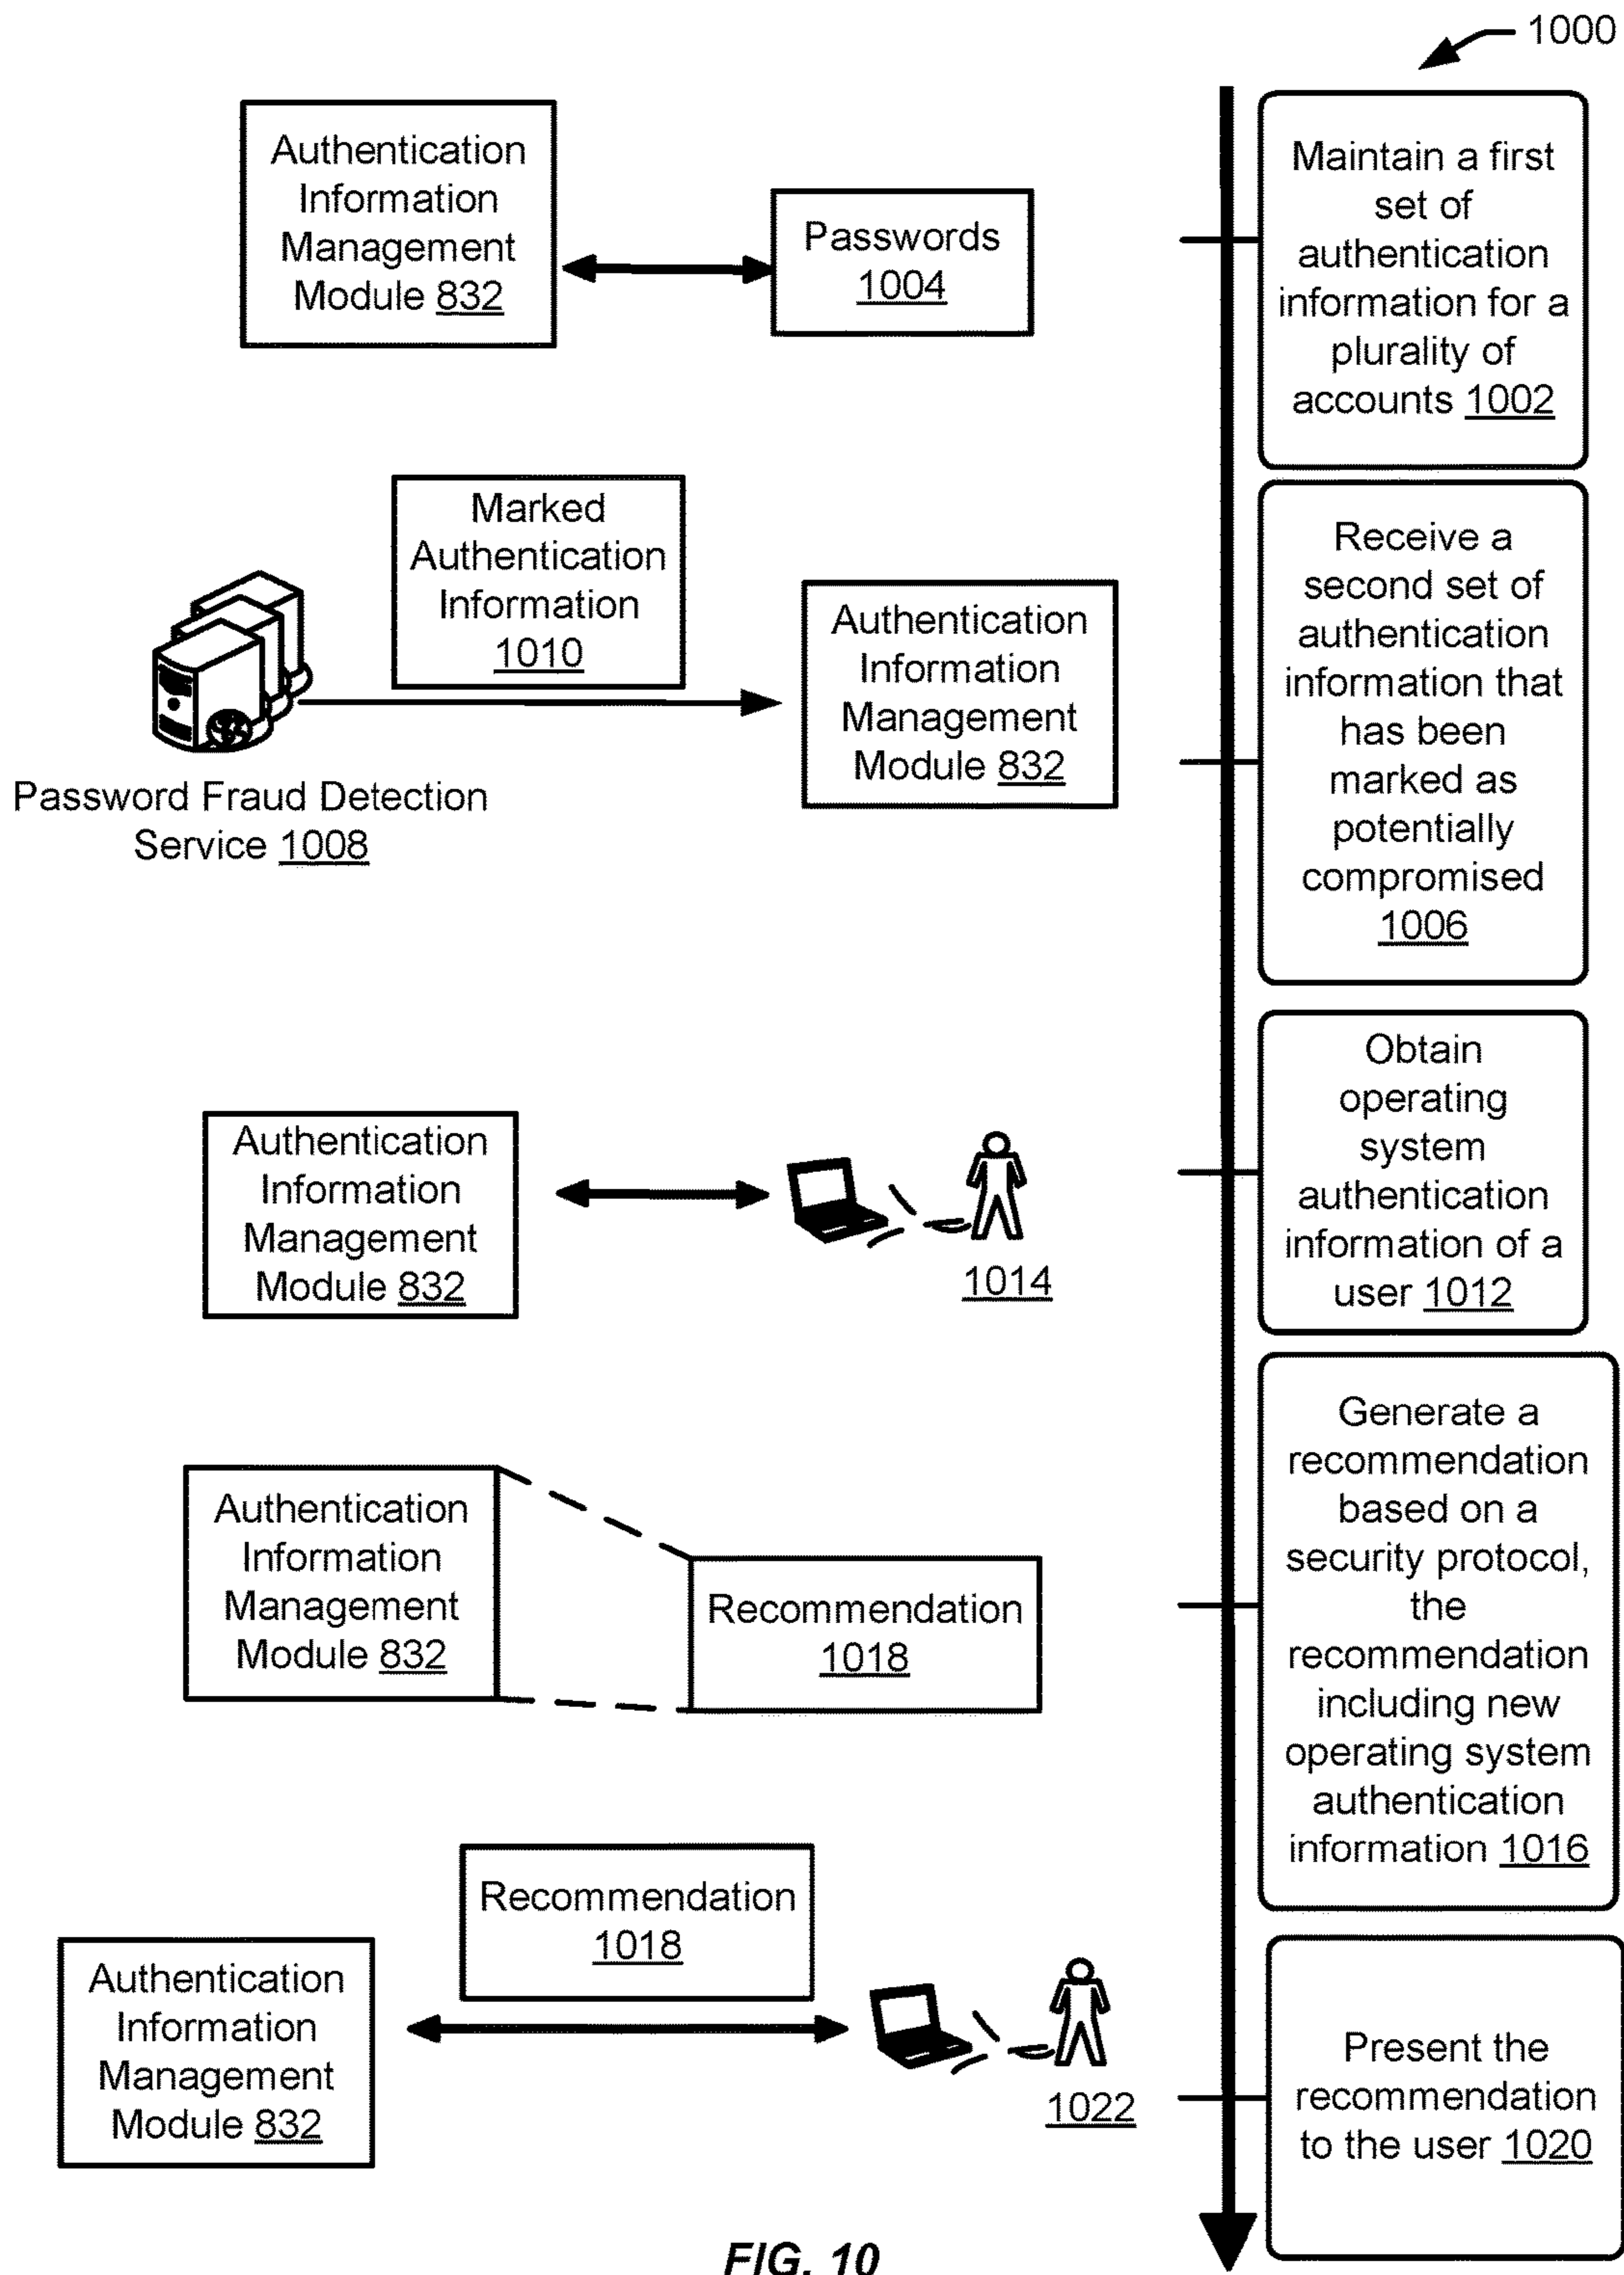 1000
Authentication
Information
Management
Module 832
Passwords
1004
Maintain a first
set of
authentication
information for a
plurality of
accounts 1002
Marked
Authentication
Information
1010
Password Fraud Detection
Service 1008
Authentication
Information
Management
Module 832
Receive a
second set of
authentication
information that
has been
marked as
potentially
compromised
1006
Authentication
Information
Management
Module 832
1014
Obtain
operating
system
authentication
information of a
user 1012
Authentication
Information
Management
Module 832
Recommendation
1018
Generate a
recommendation
based on a
security protocol,
the
recommendation
including new
operating system
authentication
information 1016
Authentication
Information
Management
Module 832
Recommendation
1018
1022
Present the
recommendation
to the user 1020
FIG. 10